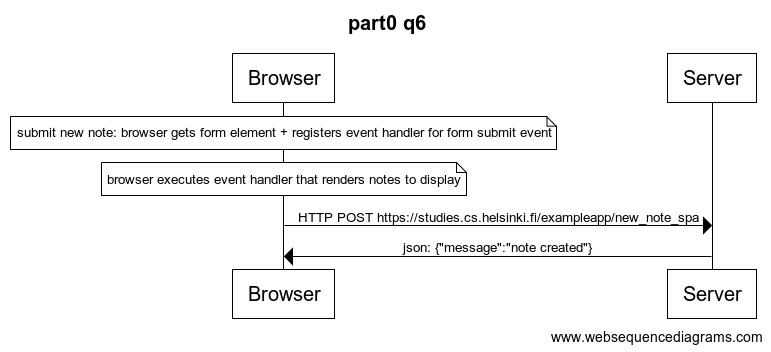 part0 q6
Browser
Server
submit new note: browser gets form element + registers event handler for form submit event
browser executes event handler that renders notes to display
HTTP POST https://studies.cs.helsinki.fi/exampleapp/new_note_spa
json: {"message":"note created"}
Browser
Server
www.websequencediagrams.com